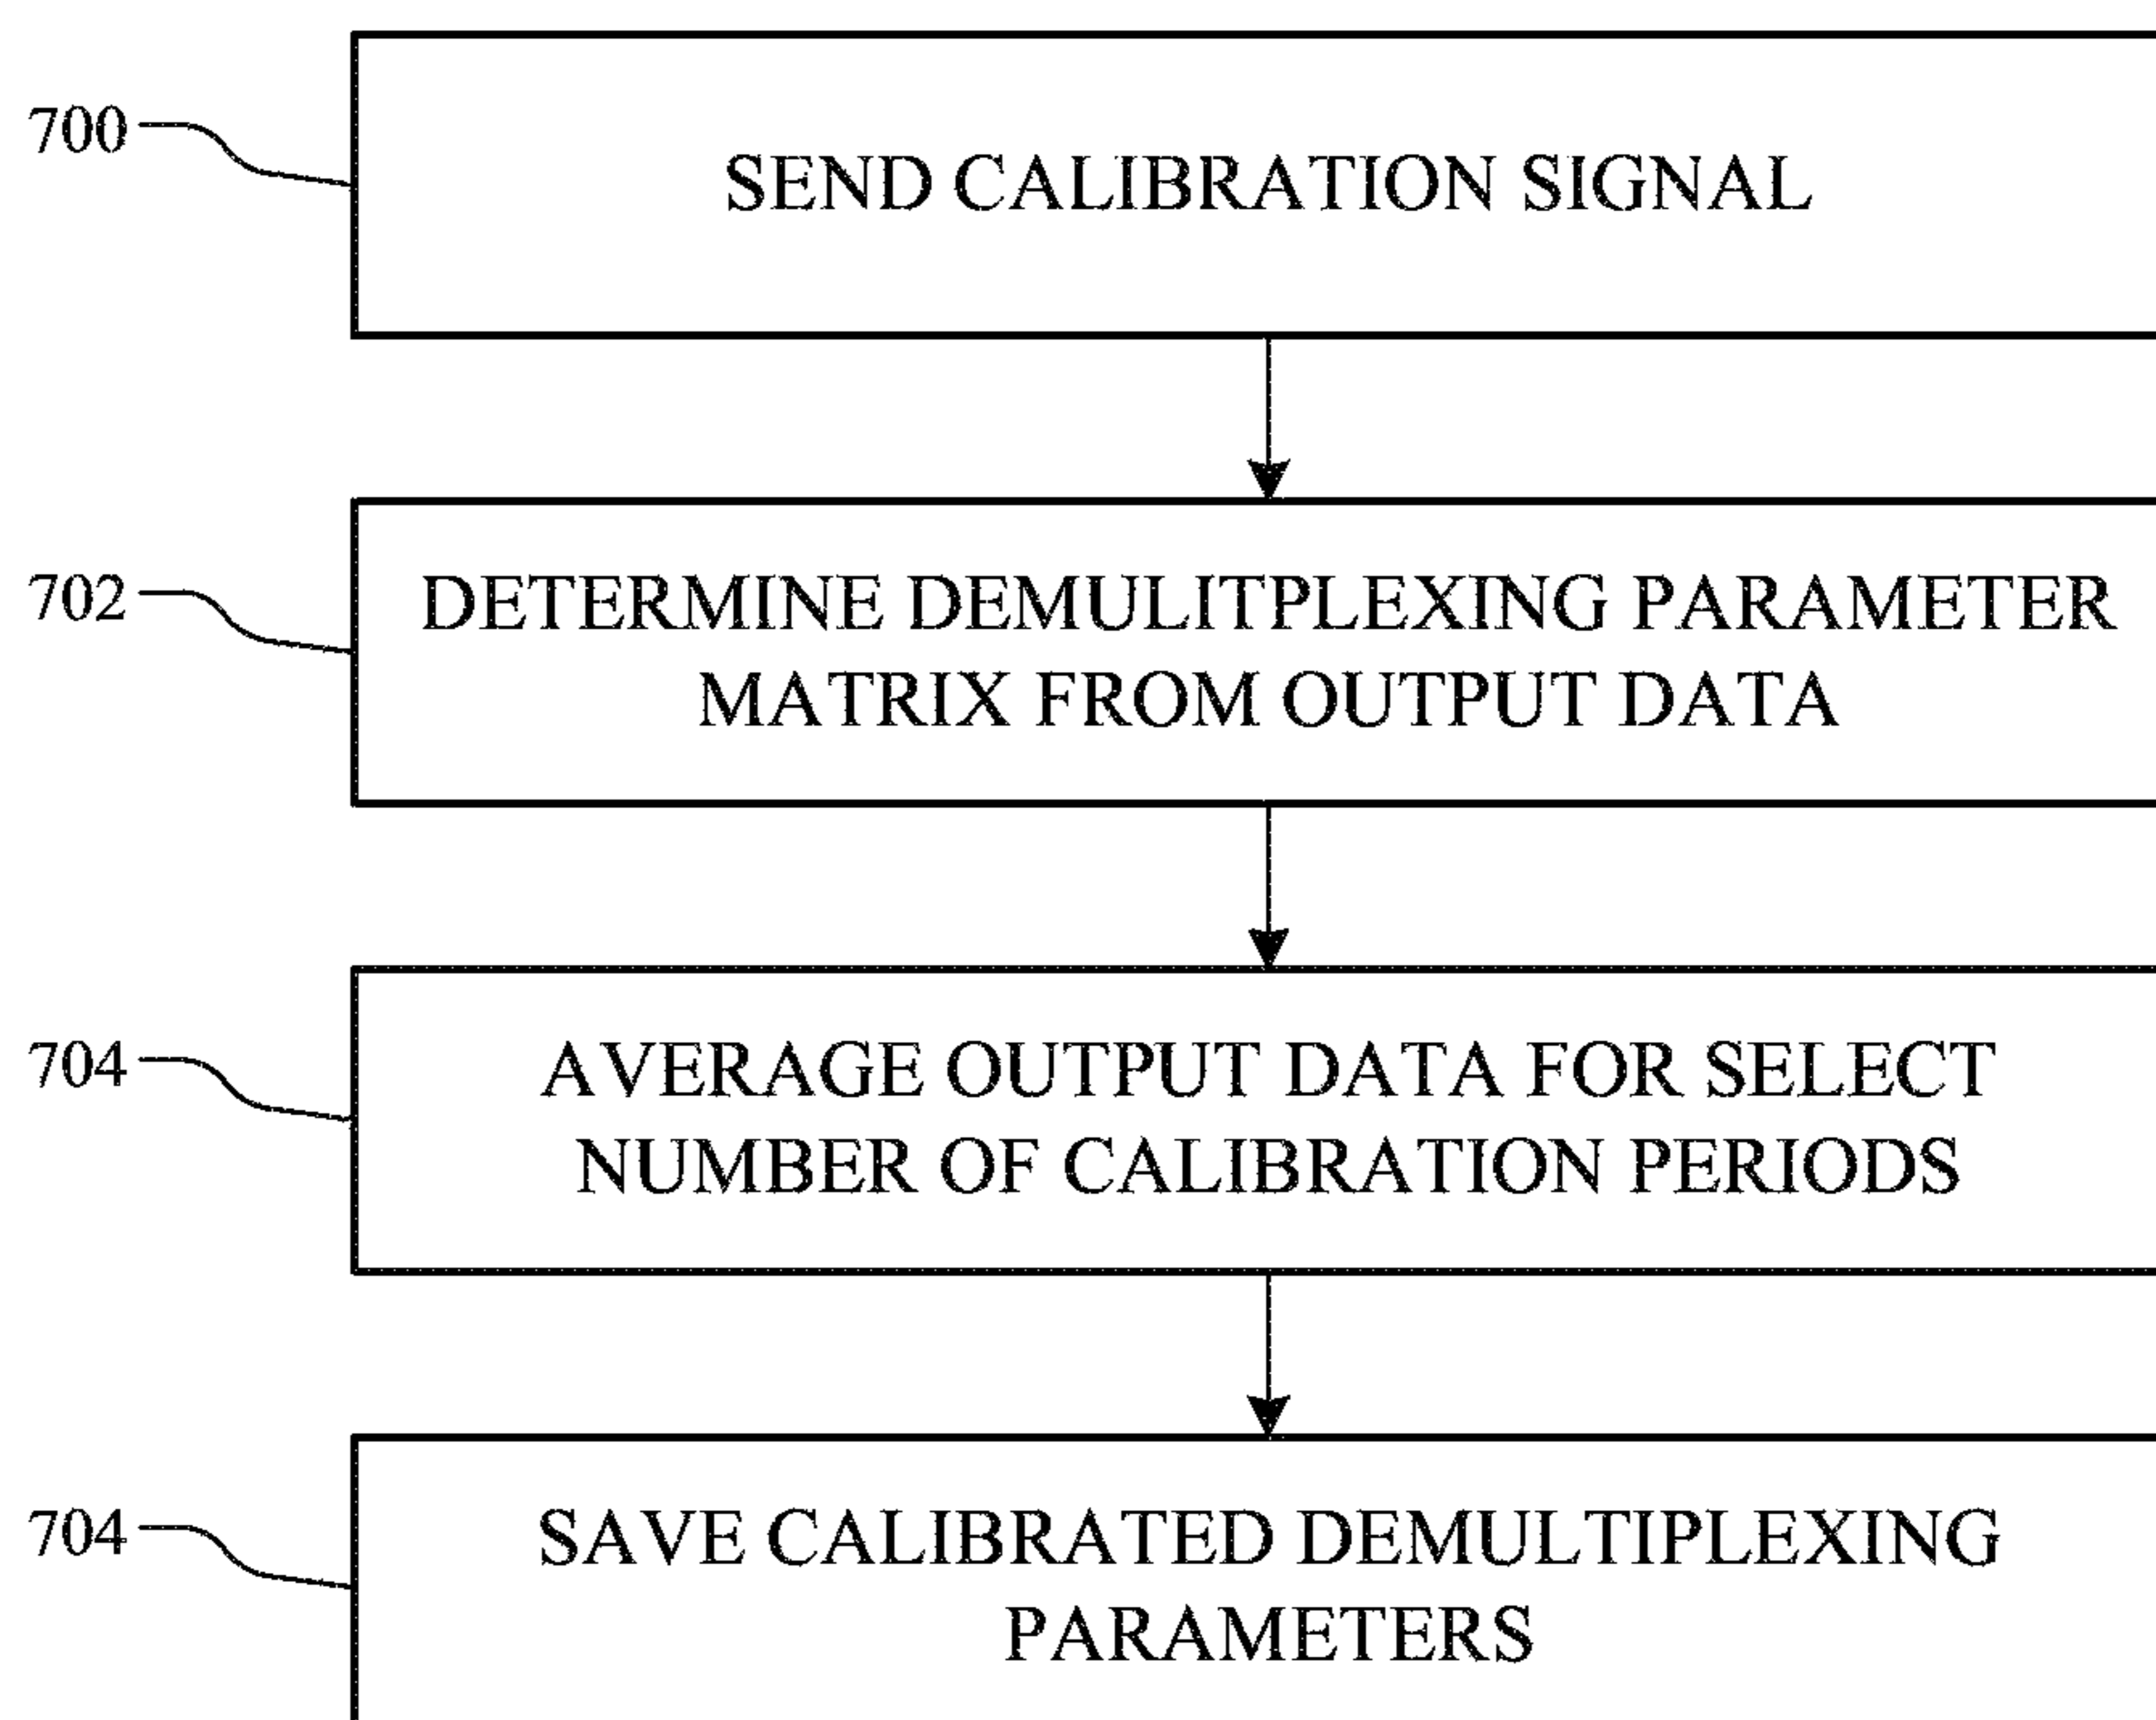 700
SEND CALIBRATION SIGNAL
702
DETERMINE DEMULITPLEXING PARAMETER
MATRIX FROM OUTPUT DATA
704
AVERAGE OUTPUT DATA FOR SELECT
NUMBER OF CALIBRATION PERIODS
704
SAVE CALIBRATED DEMULTIPLEXING
PARAMETERS